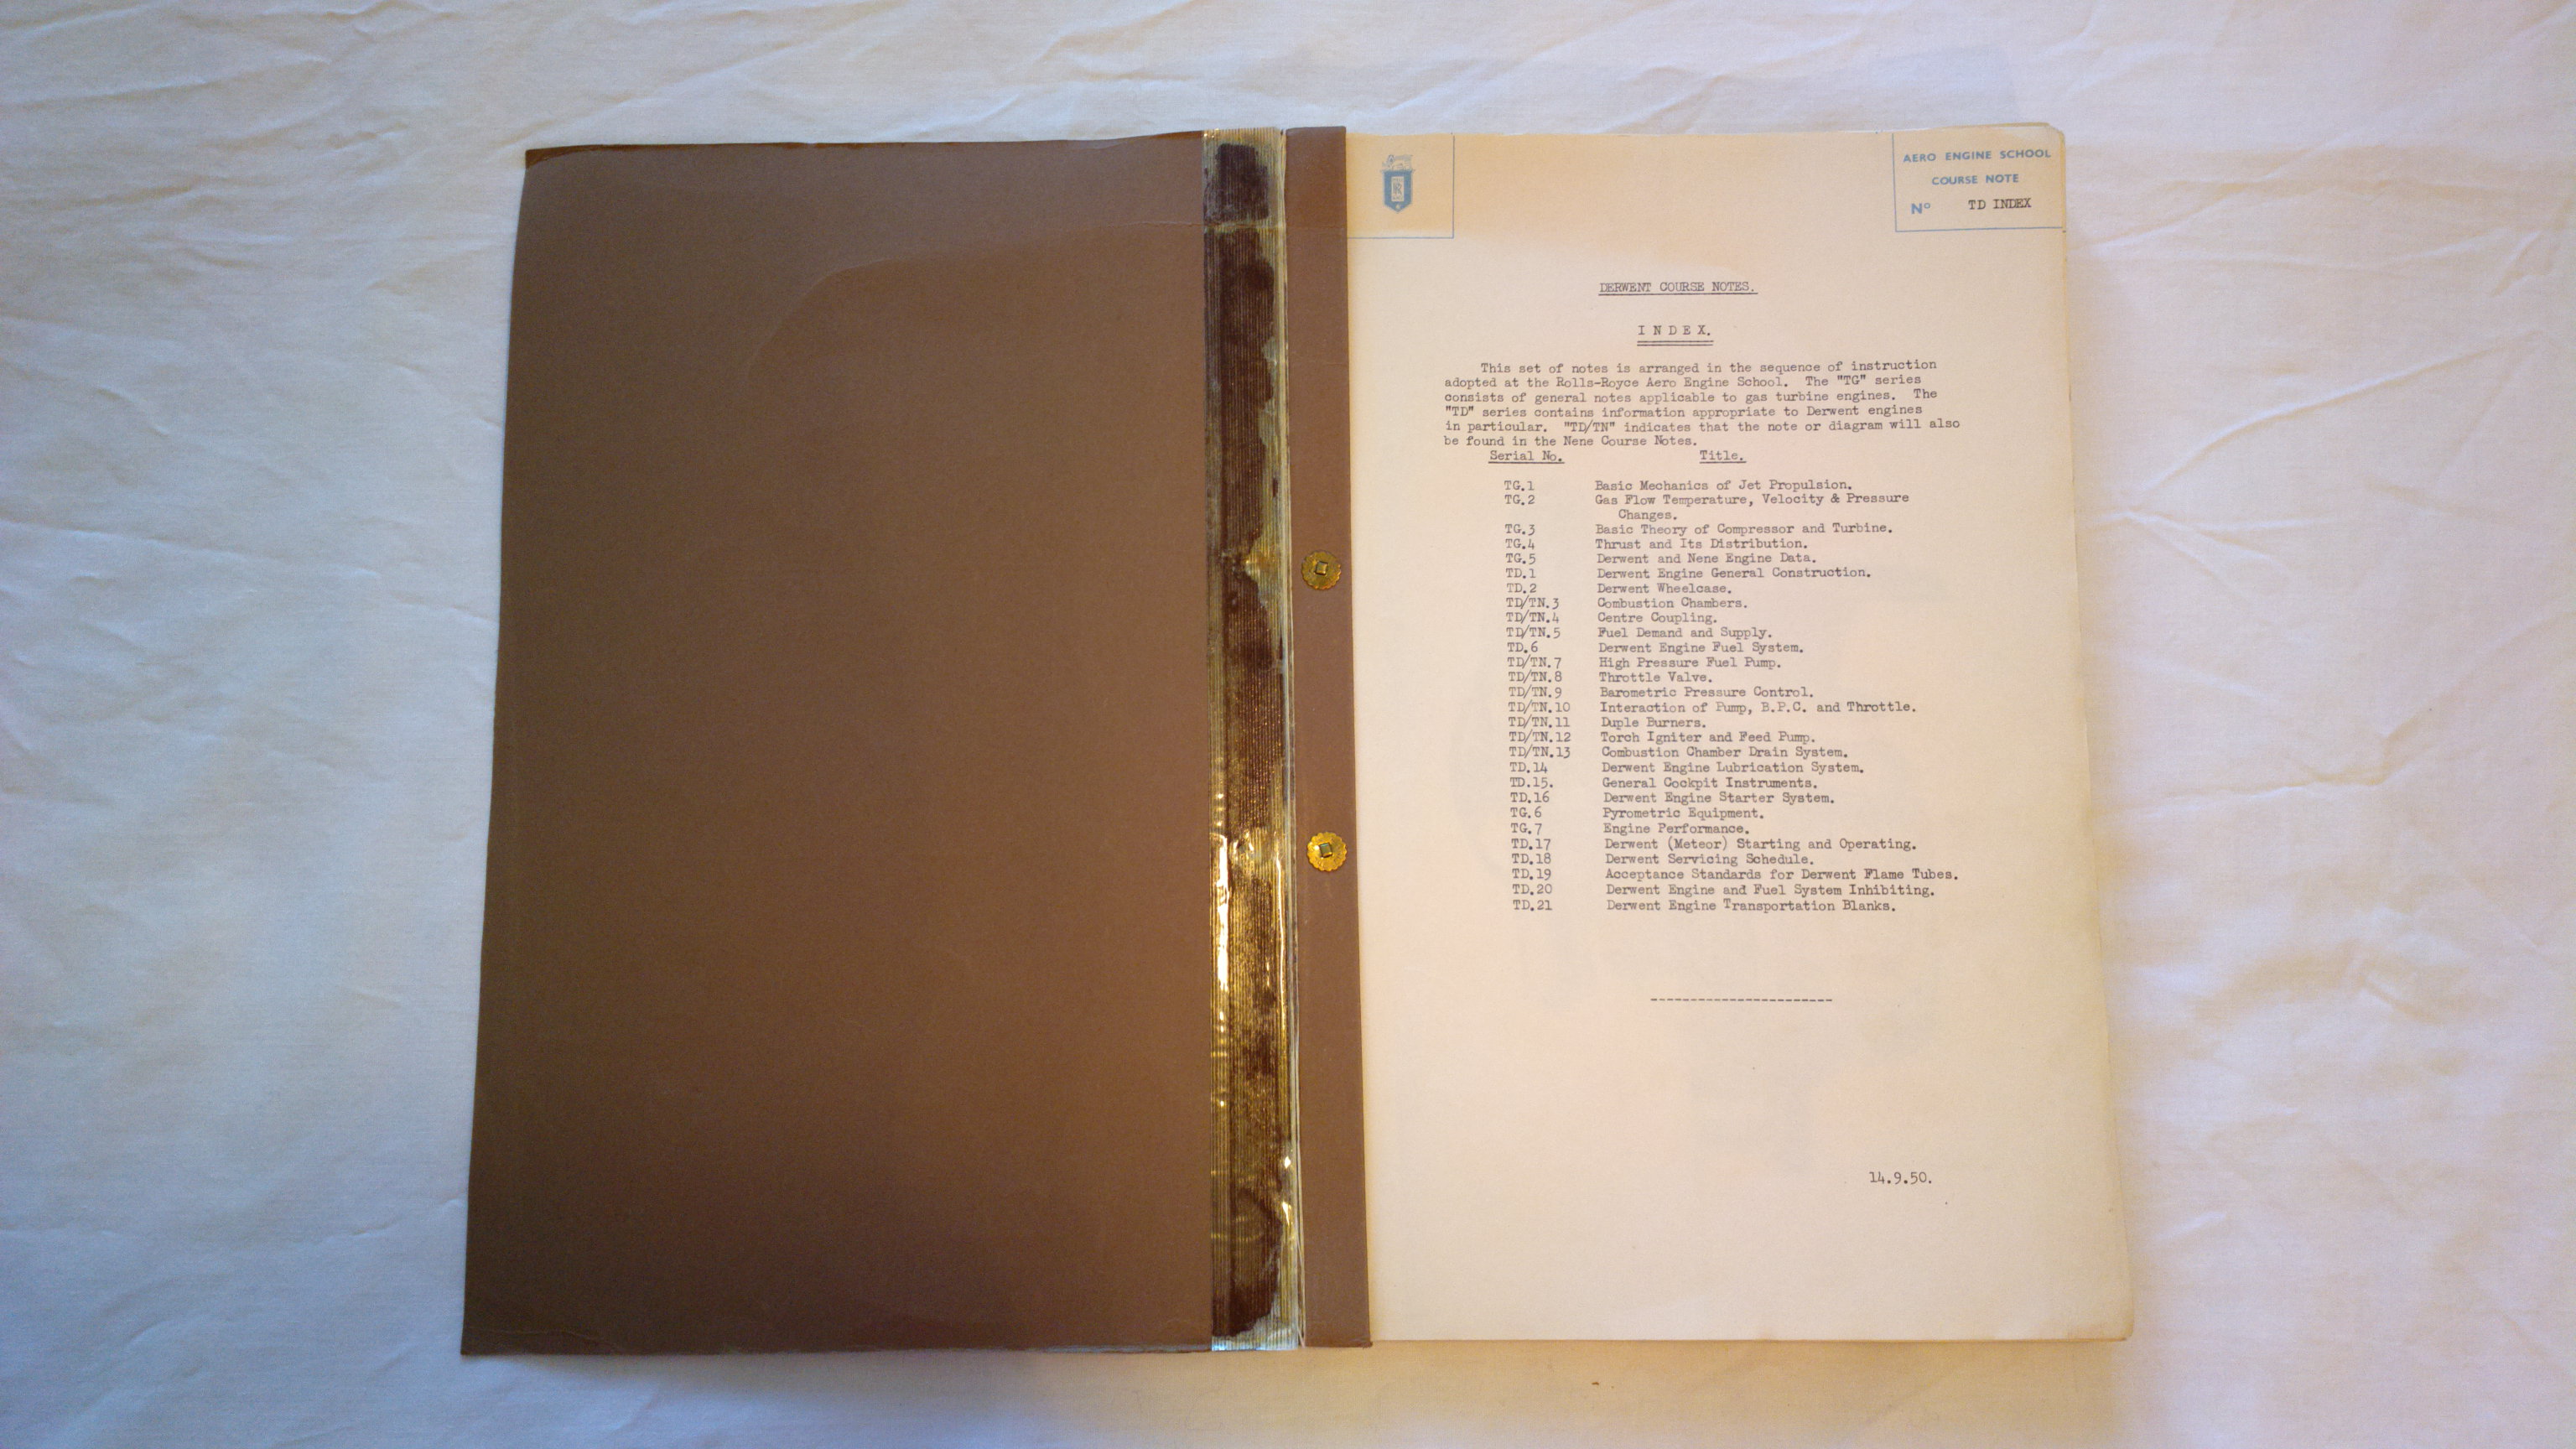 AERO ENGINE SCHOOL
COURSE NOTE
Nº TD INDEX
DERWENT COURSE NOTES.
I N D E X.
This set of notes is arranged in the sequence of instruction
adopted at the Rolls-Royce Aero Engine School. The "TG" series
consists of general notes applicable to gas turbine engines. The
"TD" series contains information appropriate to Derwent engines
in particular. "TD/TN" indicates that the note or diagram will also
be found in the Nene Course Notes.
Serial No. Title.
TG.1 Basic Mechanics of Jet Propulsion.
TG.2 Gas Flow Temperature, Velocity & Pressure
Changes.
TG.3 Basic Theory of Compressor and Turbine.
TG.4 Thrust and Its Distribution.
TG.5 Derwent and Nene Engine Data.
TD.1 Derwent Engine General Construction.
TD.2 Derwent Wheelcase.
TD/TN.3 Combustion Chambers.
TD/TN.4 Centre Coupling.
TD/TN.5 Fuel Demand and Supply.
TD.6 Derwent Engine Fuel System.
TD/TN.7 High Pressure Fuel Pump.
TD/TN.8 Throttle Valve.
TD/TN.9 Barometric Pressure Control.
TD/TN.10 Interaction of Pump, B.P.C. and Throttle.
TD/TN.11 Duple Burners.
TD/TN.12 Torch Igniter and Feed Pump.
TD/TN.13 Combustion Chamber Drain System.
TD.14 Derwent Engine Lubrication System.
TD.15. General Cockpit Instruments.
TD.16 Derwent Engine Starter System.
TG.6 Pyrometric Equipment.
TG.7 Engine Performance.
TD.17 Derwent (Meteor) Starting and Operating.
TD.18 Derwent Servicing Schedule.
TD.19 Acceptance Standards for Derwent Flame Tubes.
TD.20 Derwent Engine and Fuel System Inhibiting.
TD.21 Derwent Engine Transportation Blanks.
14.9.50.